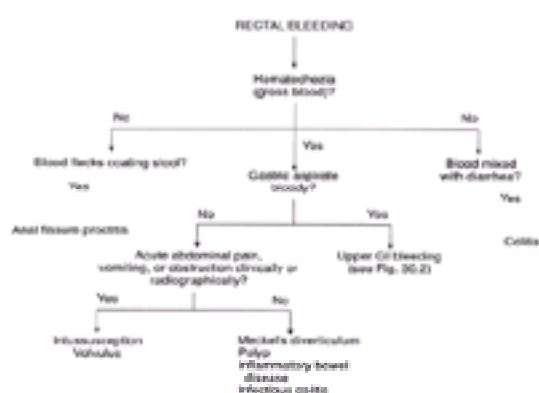 RECTAL BLEEDING
Hematochezia
(gross blood)?
No
No
Yes
Blood flecks coating stool?
Gastric aspirate
bloody?
Blood mixed
with diarrhea?
Yes
Yes
No
Yes
Anal fissure proctitis
Colitis
Acute abdominal pain,
vomiting, or obstruction clinically or
radiographically?
Upper GI bleeding
(see Fig. 30.2)
Yes
No
Intussusception
Volvulus
Meckel's diverticulum
Polyp
Inflammatory bowel
disease
Infectious colitis